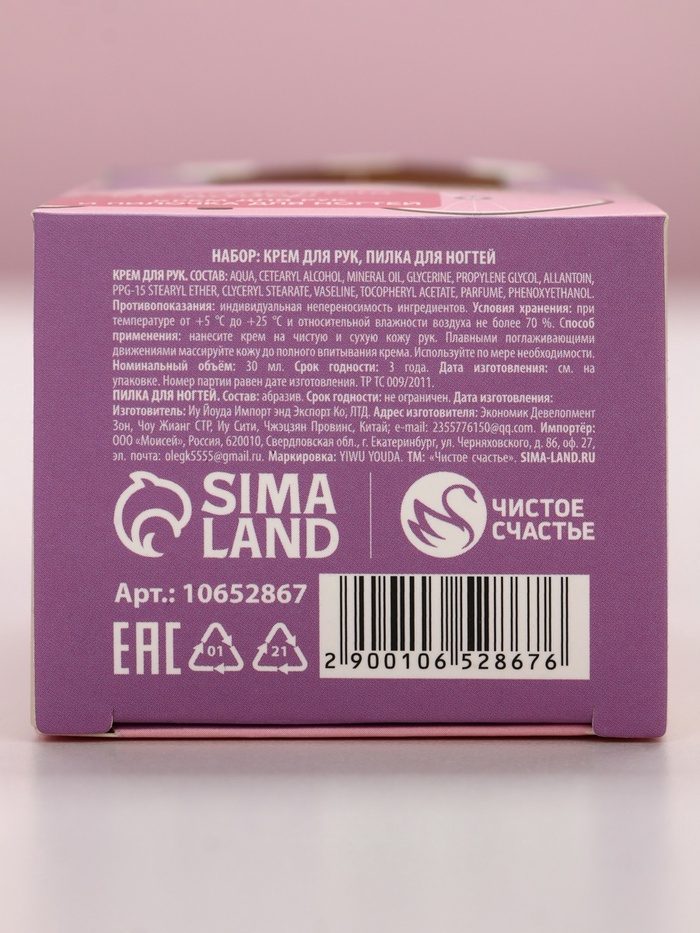 И ПИЛОЧКА ДЛЯ НОГТЕЙ
НАБОР: КРЕМ ДЛЯ РУК, ПИЛКА ДЛЯ НОГТЕЙ
КРЕМ ДЛЯ РУК. СОСТАВ: AQUA, CETEARYL ALCOHOL, MINERAL OIL, GLYCERINE, PROPYLENE GLYCOL, ALLANTOIN,
PPG-15 STEARYL ETHER, GLYCERYL STEARATE, VASELINE, TOCOPHERYL ACETATE, PARFUME, PHENOXYETHANOL.
Противопоказания: индивидуальная непереносимость ингредиентов. Условия хранения: при
температуре от +5 °С до +25 °С и относительной влажности воздуха не более 70 %. Способ
применения: нанесите крем на чистую и сухую кожу рук. Плавными поглаживающими
движениями массируйте кожу до полного впитывания крема. Используйте по мере необходимости.
Номинальный объём: 30 мл. Срок годности: 3 года. Дата изготовления: см. на
упаковке. Номер партии равен дате изготовления. ТР ТС 009/2011.
ПИЛКА ДЛЯ НОГТЕЙ. Состав: абразив. Срок годности: не ограничен. Дата изготовления:
Изготовитель: Иу Йоуда Импорт энд Экспорт Ко, ЛТД. Адрес изготовителя: Экономик Девелопмент
Зон, Чоу Жианг СТР, Иу Сити, Чжэцзян Провинс, Китай; e-mail: 2355776150@qq.com. Импортёр:
ООО «Моисей», Россия, 620010, Свердловская обл., г. Екатеринбург, ул. Черняховского, д. 86, оф. 27,
эл. почта: olegk5555@gmail.ru. Маркировка: YIWU YOUDA. ТМ: «Чистое счастье». SIMA-LAND.RU
SIMA
LAND
ЧИСТОЕ
СЧАСТЬЕ
Арт.: 10652867
EAC
01
21
2 900106 528676